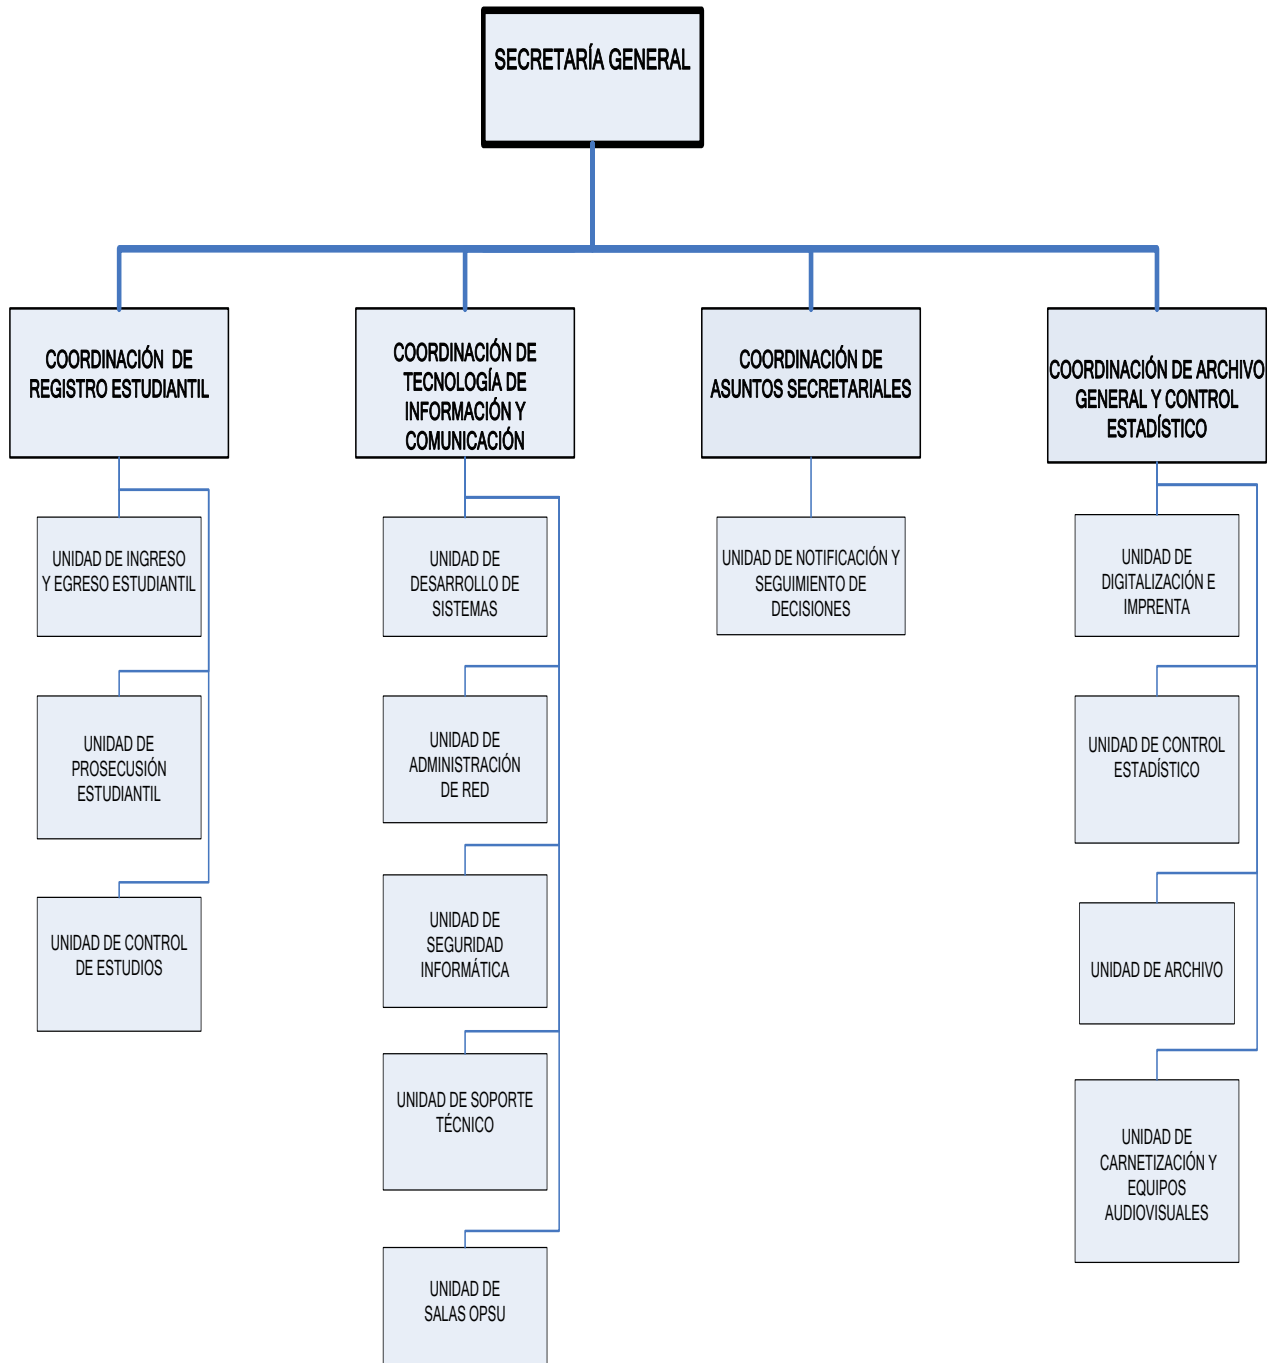 SECRETARÍA GENERAL
COORDINACIÓN DE
REGISTRO ESTUDIANTIL
COORDINACIÓN DE
TECNOLOGÍA DE
INFORMACIÓN Y
COMUNICACIÓN
COORDINACIÓN DE
ASUNTOS SECRETARIALES
COORDINACIÓN DE ARCHIVO
GENERAL Y CONTROL
ESTADÍSTICO
UNIDAD DE INGRESO
Y EGRESO ESTUDIANTIL
UNIDAD DE
DESARROLLO DE
SISTEMAS
UNIDAD DE NOTIFICACIÓN Y
SEGUIMIENTO DE
DECISIONES
UNIDAD DE
DIGITALIZACIÓN E
IMPRENTA
UNIDAD DE
PROSECUSIÓN
ESTUDIANTIL
UNIDAD DE
ADMINISTRACIÓN
DE RED
UNIDAD DE CONTROL
ESTADÍSTICO
UNIDAD DE CONTROL
DE ESTUDIOS
UNIDAD DE
SEGURIDAD
INFORMÁTICA
UNIDAD DE ARCHIVO
UNIDAD DE SOPORTE
TÉCNICO
UNIDAD DE
CARNETIZACIÓN Y
EQUIPOS
AUDIOVISUALES
UNIDAD DE
SALAS OPSU